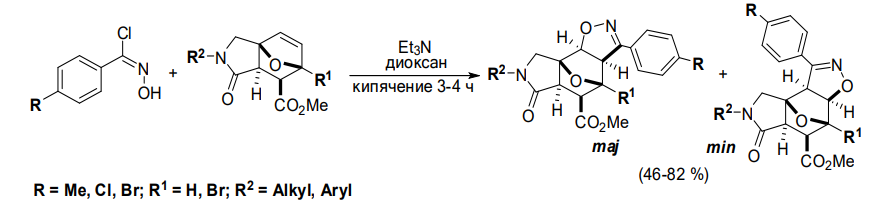 Cl
N
OH
R
+
R²-N
O
O
H
R¹
CO₂Me
Et₃N
диоксан
кипячение 3-4 ч
O N
H
R
R²-N
O
H
R¹
O
H
CO₂Me
maj
+
R
H
N
O
H
R²-N
O
R¹
O
H
CO₂Me
min
(46-82 %)
R = Me, Cl, Br; R¹ = H, Br; R² = Alkyl, Aryl